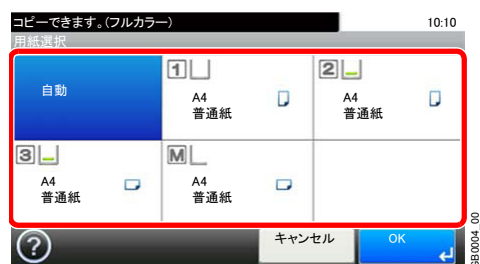 コピーできます。(フルカラー)
10:10
用紙選択
自動
1
A4
普通紙
2
A4
普通紙
3
A4
普通紙
M
A4
普通紙
?
キャンセル
OK
GB0004_00